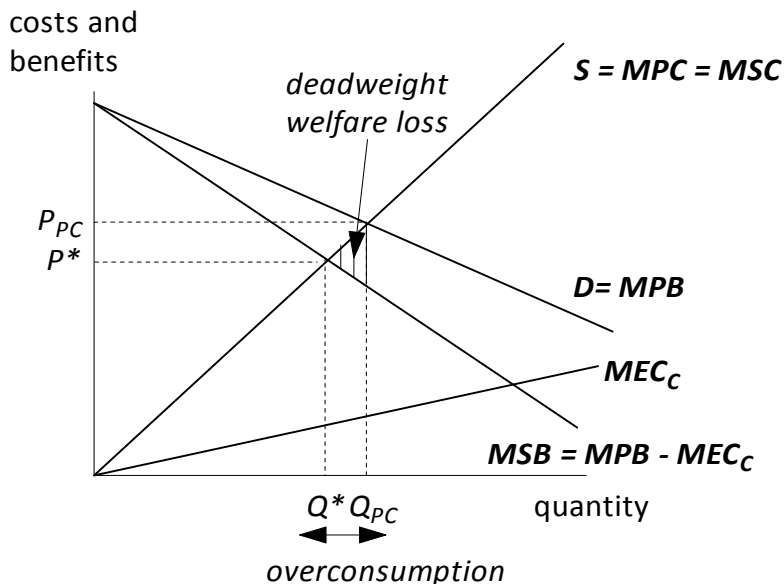 costs and
benefits
S = MPC = MSC
deadweight
welfare loss
P_PC
P*
D= MPB
MEC_C
MSB = MPB - MEC_C
Q* Q_PC
quantity
overconsumption